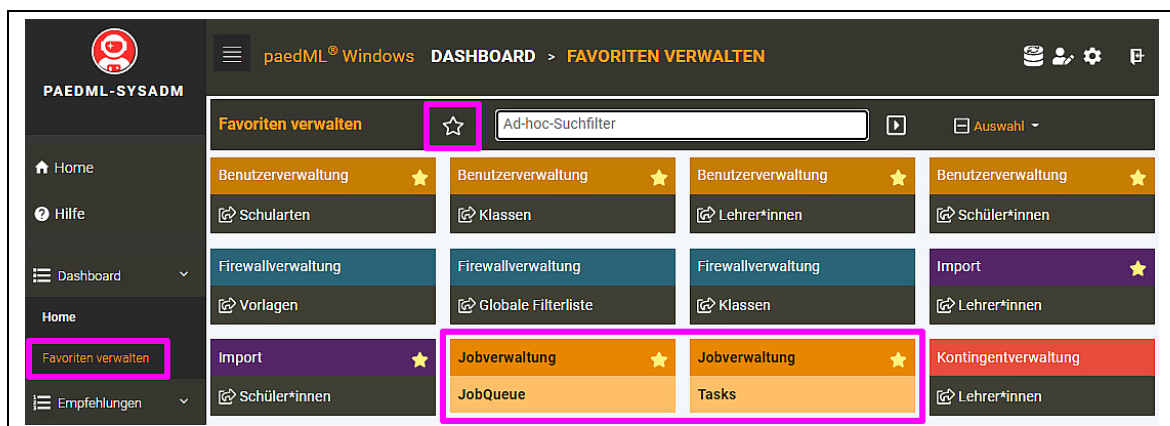 PAEDML-SYSADM
paedML® Windows DASHBOARD > FAVORITEN VERWALTEN
Home
Hilfe
Dashboard
Home
Favoriten verwalten
Empfehlungen
Favoriten verwalten
Ad-hoc-Suchfilter
Auswahl
Benutzerverwaltung
Schularten
Benutzerverwaltung
Klassen
Benutzerverwaltung
Lehrer*innen
Benutzerverwaltung
Schüler*innen
Firewallverwaltung
Vorlagen
Firewallverwaltung
Globale Filterliste
Firewallverwaltung
Klassen
Import
Lehrer*innen
Import
Schüler*innen
Jobverwaltung
JobQueue
Jobverwaltung
Tasks
Kontingentverwaltung
Lehrer*innen